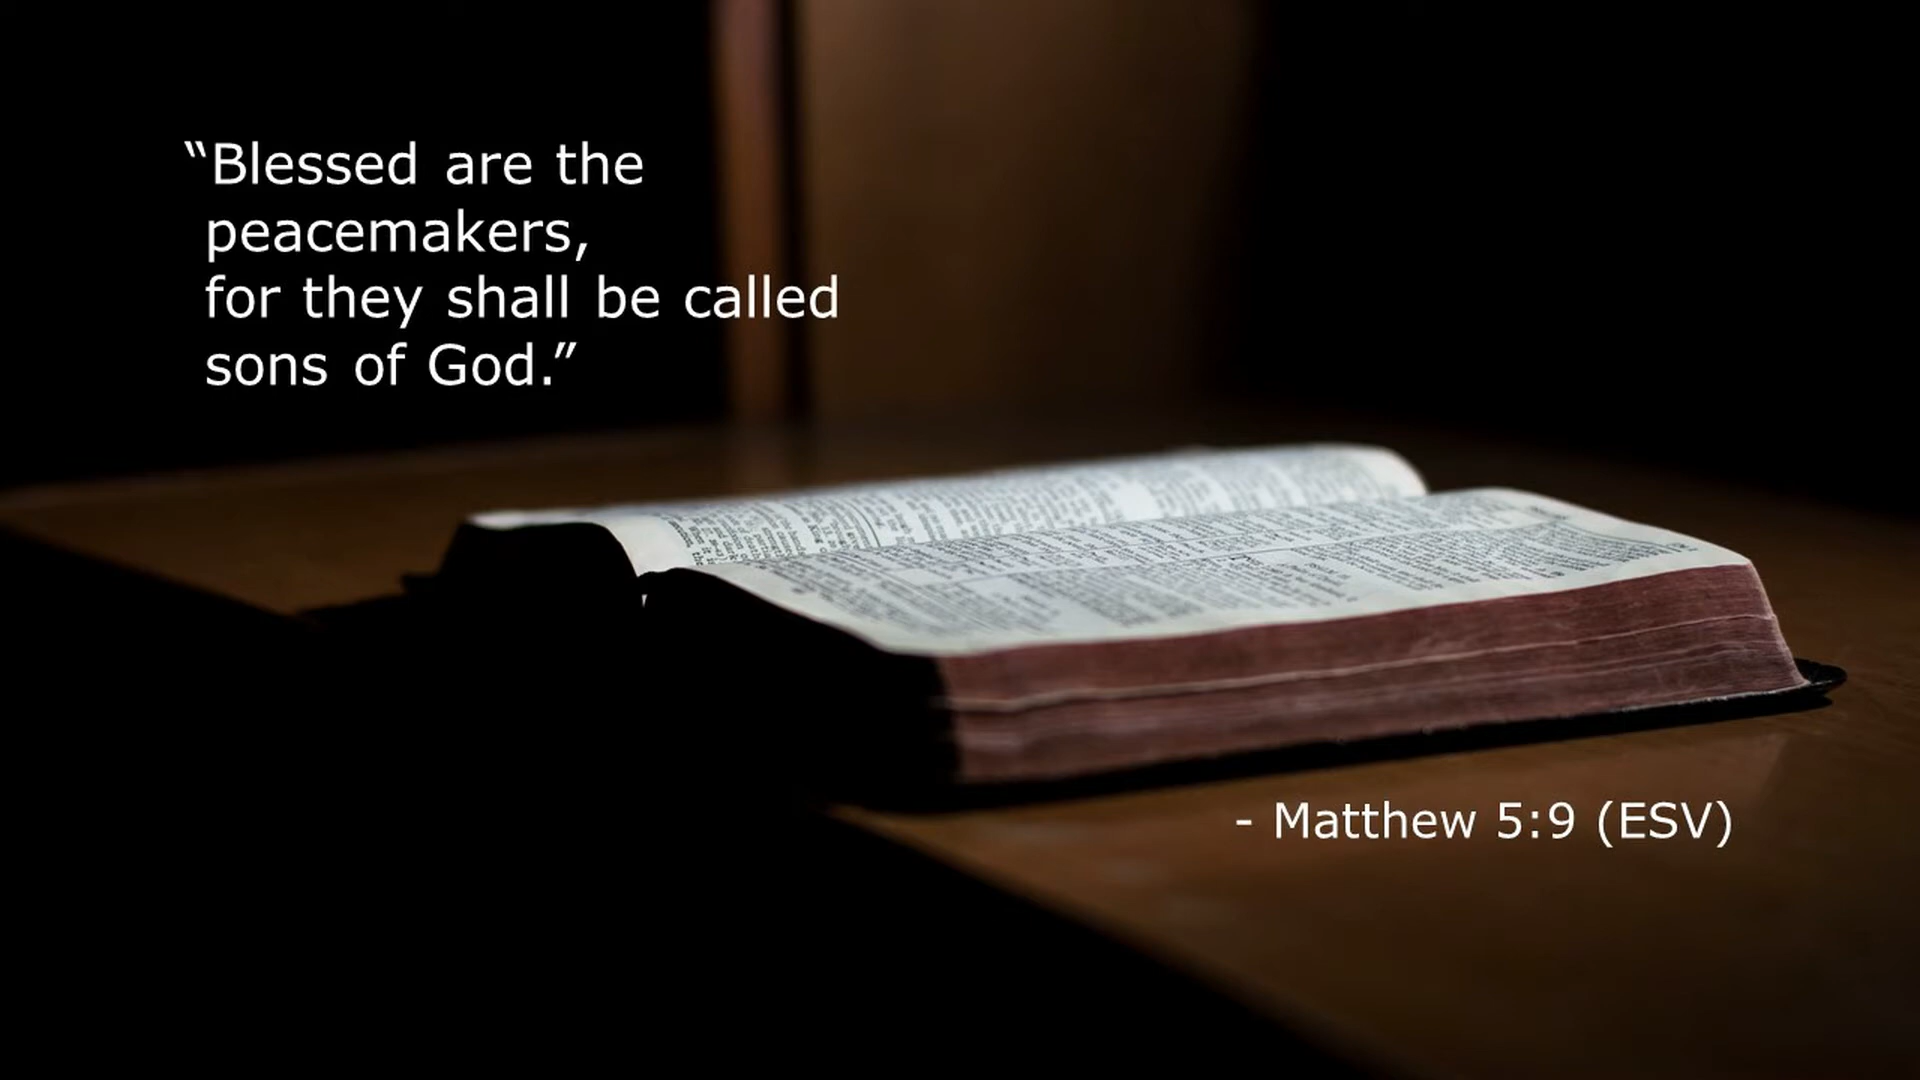 “Blessed are the
peacemakers,
for they shall be called
sons of God.”
- Matthew 5:9 (ESV)